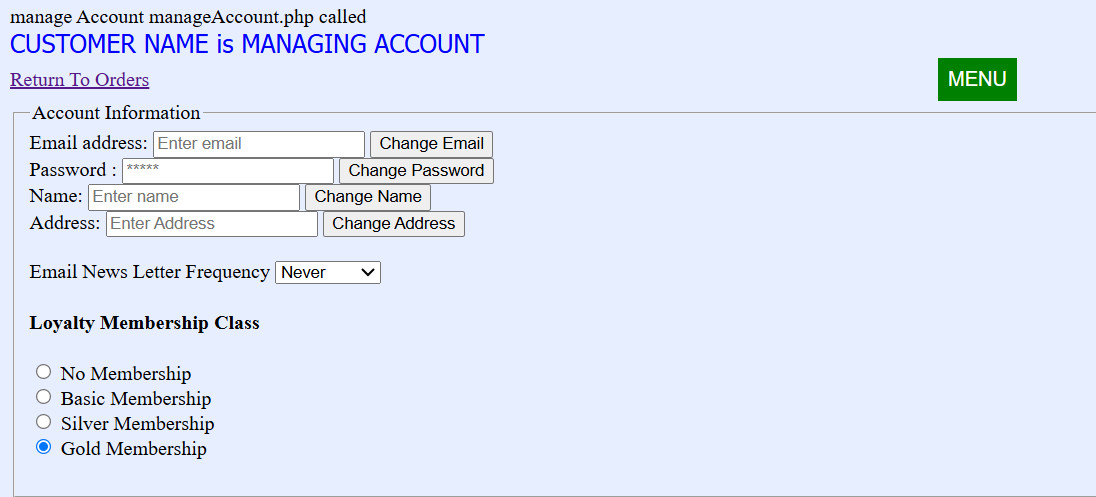 manage Account manageAccount.php called
CUSTOMER NAME is MANAGING ACCOUNT
Return To Orders
MENU
Account Information
Email address: Enter email Change Email
Password : ***** Change Password
Name: Enter name Change Name
Address: Enter Address Change Address
Email News Letter Frequency Never
Loyalty Membership Class
No Membership
Basic Membership
Silver Membership
Gold Membership